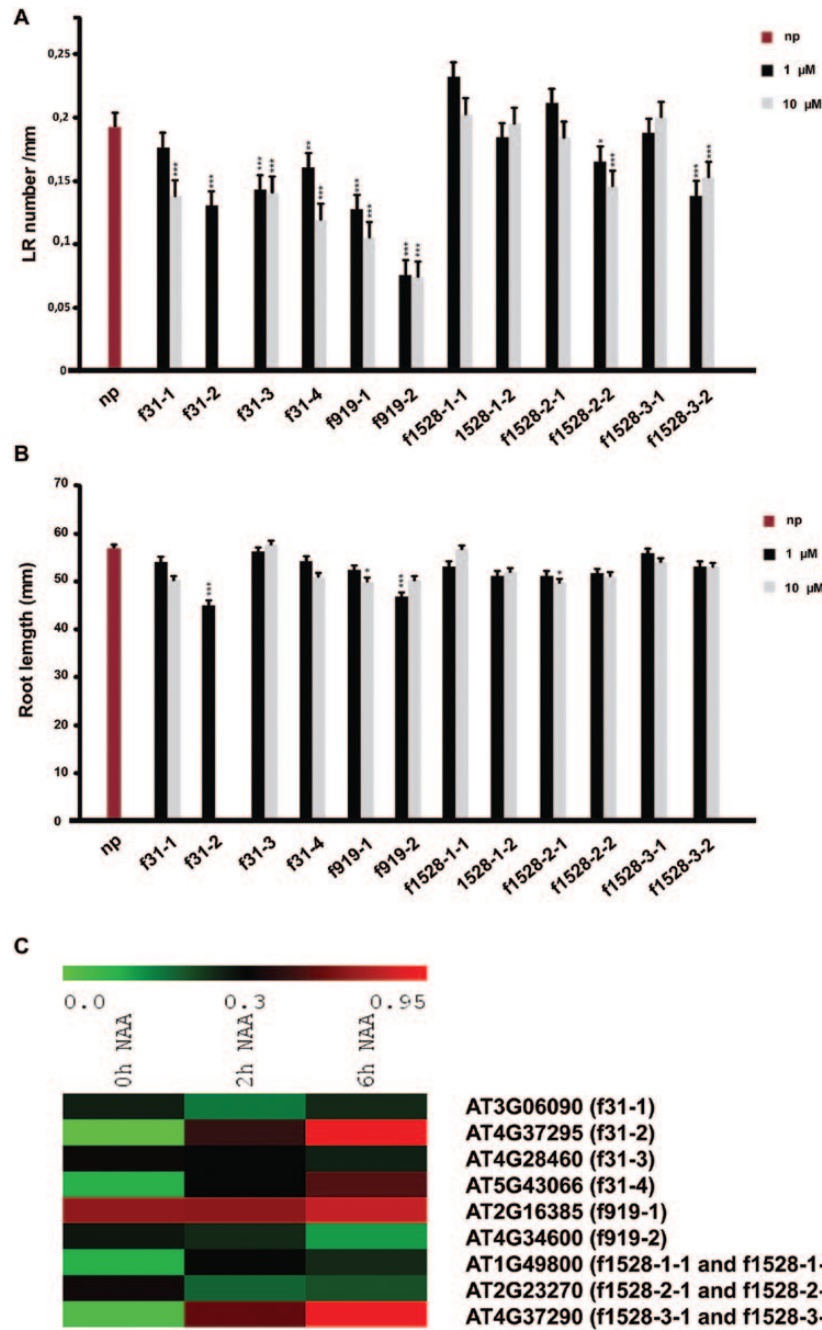 A
LR number /mm
0,25
0,2
0,15
0,1
0,05
0
np
1 µM
10 µM
***
***
***
***
**
***
***
***
***
***
*
***
***
***
np
f31-1
f31-2
f31-3
f31-4
f919-1
f919-2
f1528-1-1
1528-1-2
f1528-2-1
f1528-2-2
f1528-3-1
f1528-3-2
B
Root length (mm)
70
60
50
40
30
20
10
0
np
1 µM
10 µM
***
*
***
*
np
f31-1
f31-2
f31-3
f31-4
f919-1
f919-2
f1528-1-1
1528-1-2
f1528-2-1
f1528-2-2
f1528-3-1
f1528-3-2
C
0.0 0.3 0.95
0h NAA
2h NAA
6h NAA
AT3G06090 (f31-1)
AT4G37295 (f31-2)
AT4G28460 (f31-3)
AT5G43066 (f31-4)
AT2G16385 (f919-1)
AT4G34600 (f919-2)
AT1G49800 (f1528-1-1 and f1528-1-
AT2G23270 (f1528-2-1 and f1528-2-
AT4G37290 (f1528-3-1 and f1528-3-